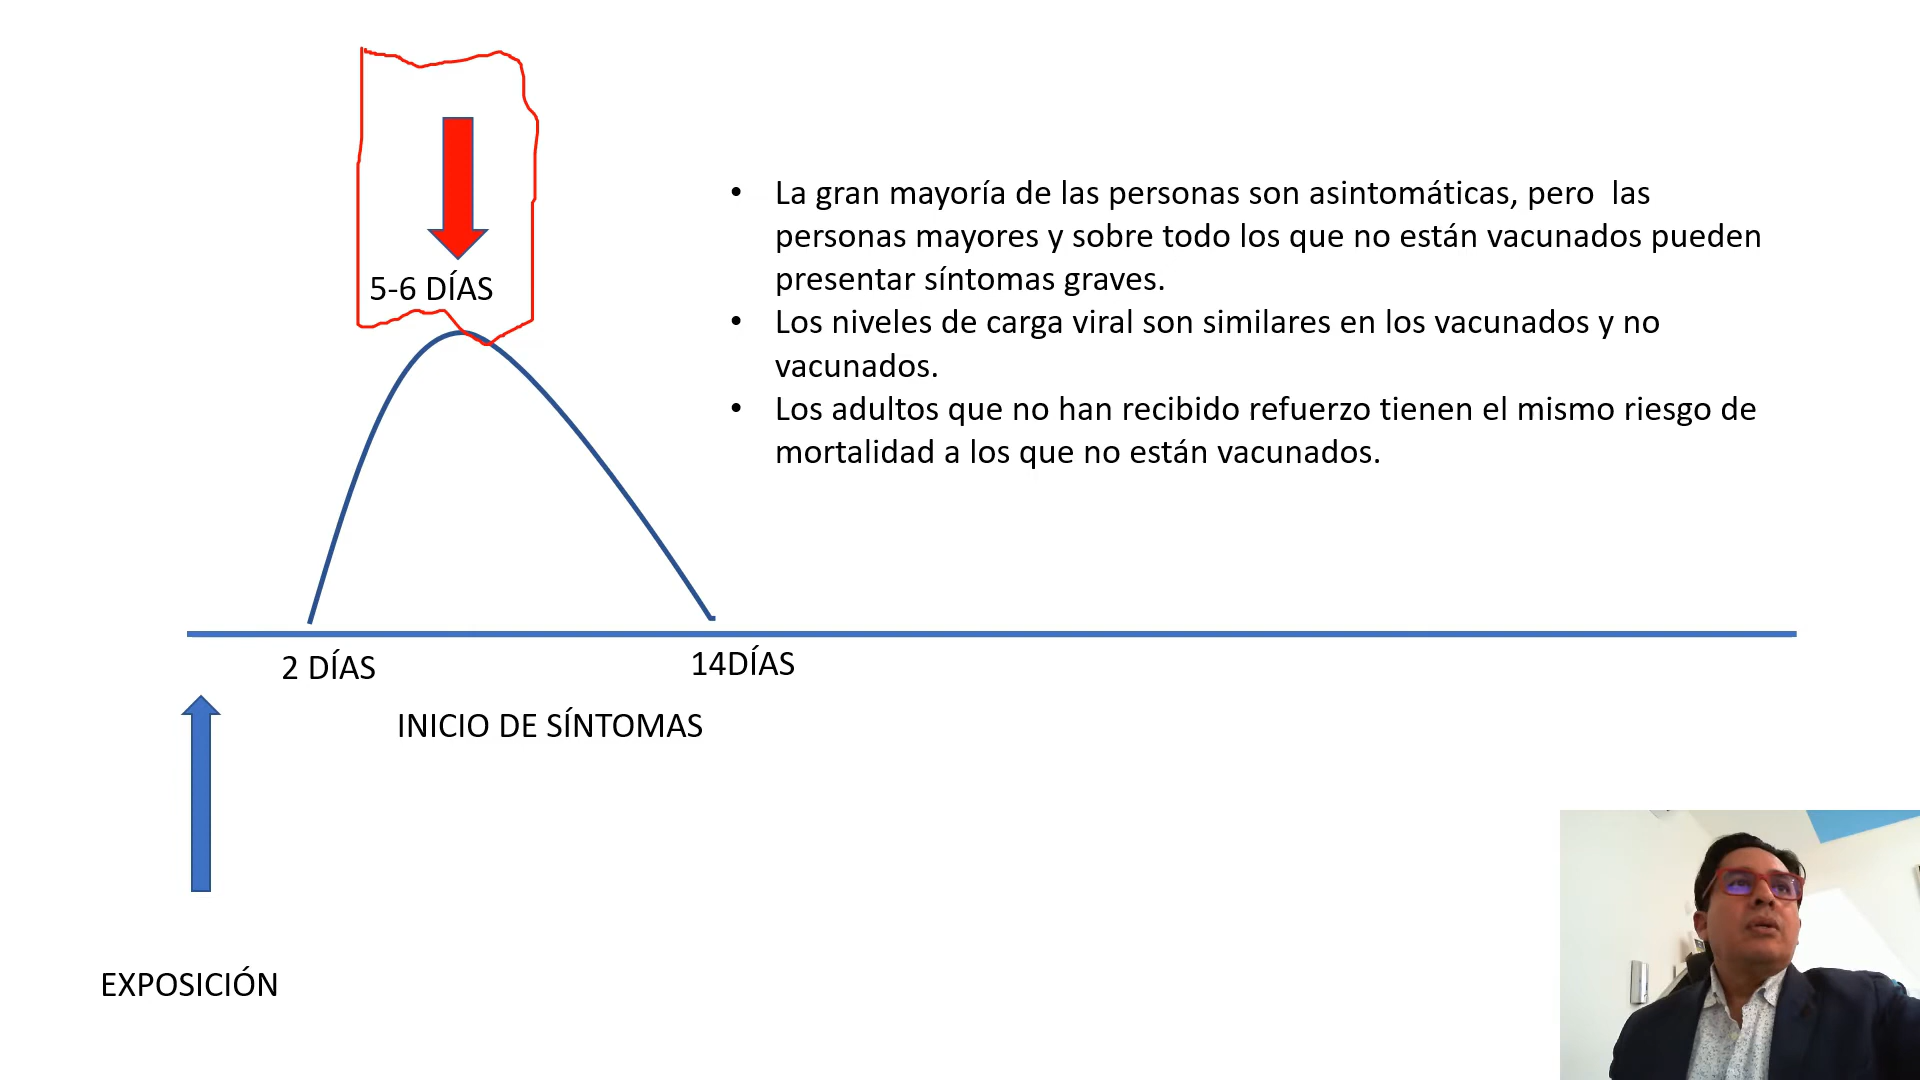 5-6 DÍAS
• La gran mayoría de las personas son asintomáticas, pero  las
personas mayores y sobre todo los que no están vacunados pueden
presentar síntomas graves.
• Los niveles de carga viral son similares en los vacunados y no
vacunados.
• Los adultos que no han recibido refuerzo tienen el mismo riesgo de
mortalidad a los que no están vacunados.
2 DÍAS
14DÍAS
INICIO DE SÍNTOMAS
EXPOSICIÓN